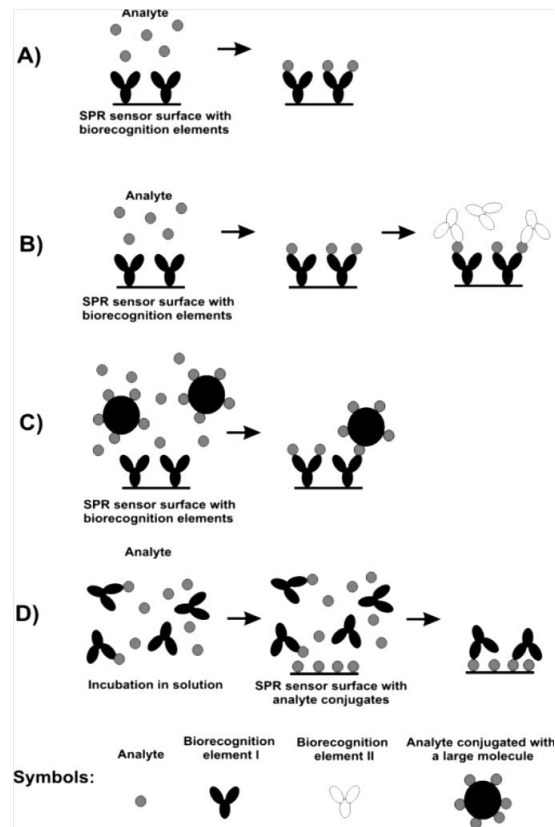 Analyte
A)
SPR sensor surface with
biorecognition elements
Analyte
B)
SPR sensor surface with
biorecognition elements
C)
SPR sensor surface with
biorecognition elements
Analyte
D)
Incubation in solution
SPR sensor surface with
analyte conjugates
Symbols:
Analyte
Biorecognition
element I
Biorecognition
element II
Analyte conjugated with
a large molecule